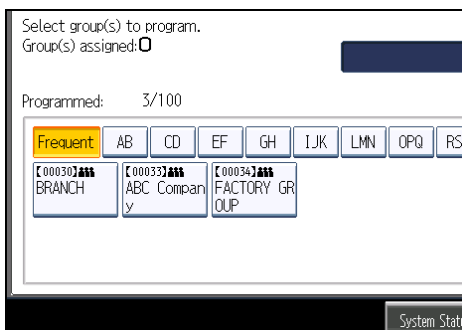 Select group(s) to program.
Group(s) assigned:0
Programmed: 3/100
Frequent AB CD EF GH IJK LMN OPQ RS
【00030】 【00033】 【00034】
BRANCH ABC Compan FACTORY GR
y OUP
System Stat